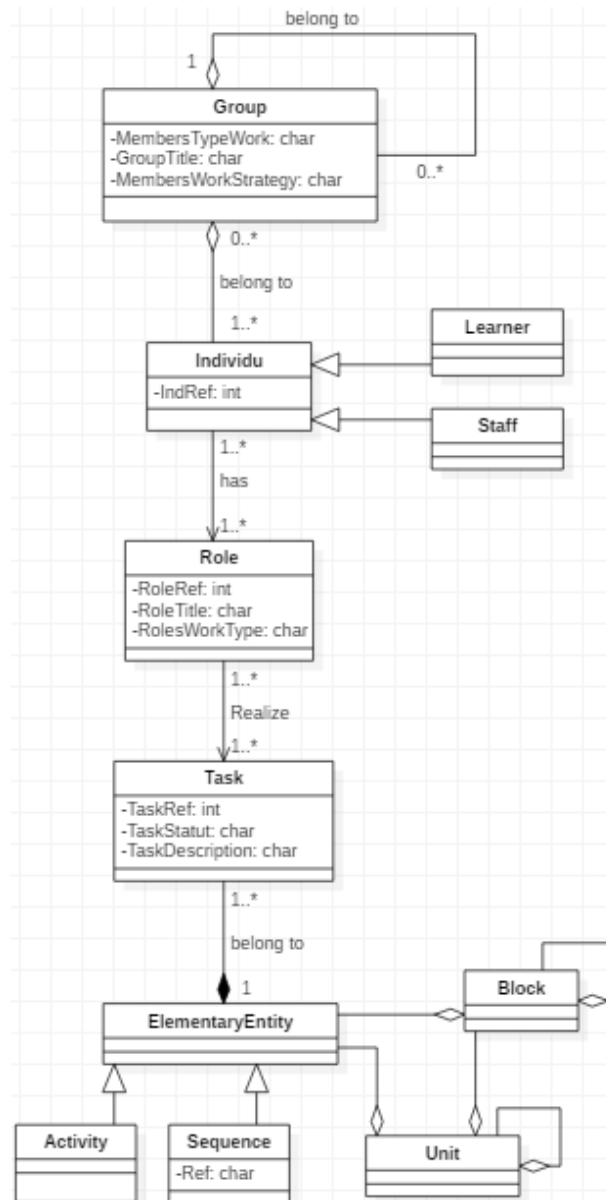 belong to
1
Group
-MembersTypeWork: char
-GroupTitle: char
-MembersWorkStrategy: char
0..*
0..*
belong to
1..*
Individu
-IndRef: int
Learner
Staff
1..*
has
1..*
Role
-RoleRef: int
-RoleTitle: char
-RolesWorkType: char
1..*
Realize
1..*
Task
-TaskRef: int
-TaskStatut: char
-TaskDescription: char
1..*
belong to
1
ElementaryEntity
Block
Activity
Sequence
-Ref: char
Unit